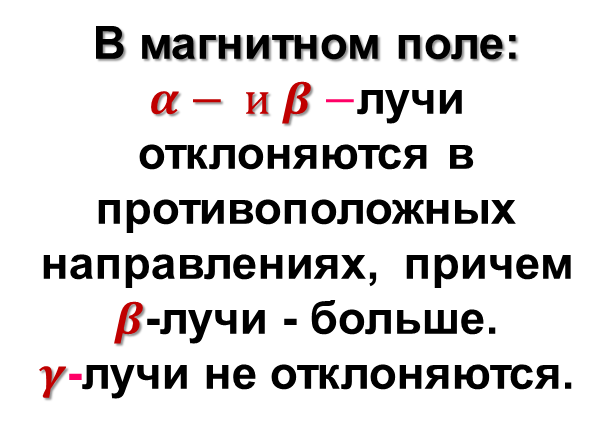 В магнитном поле:
α − и β −лучи
отклоняются в
противоположных
направлениях, причем
β-лучи - больше.
γ-лучи не отклоняются.